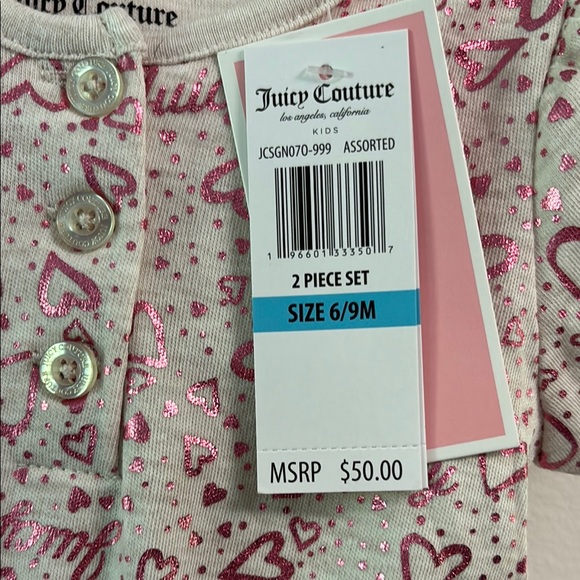 Juicy Couture
Juicy Couture
los angeles, california
KIDS
JCSGN070-999 ASSORTED
1 96601 33350 7
2 PIECE SET
SIZE 6/9M
MSRP $50.00
Juicy